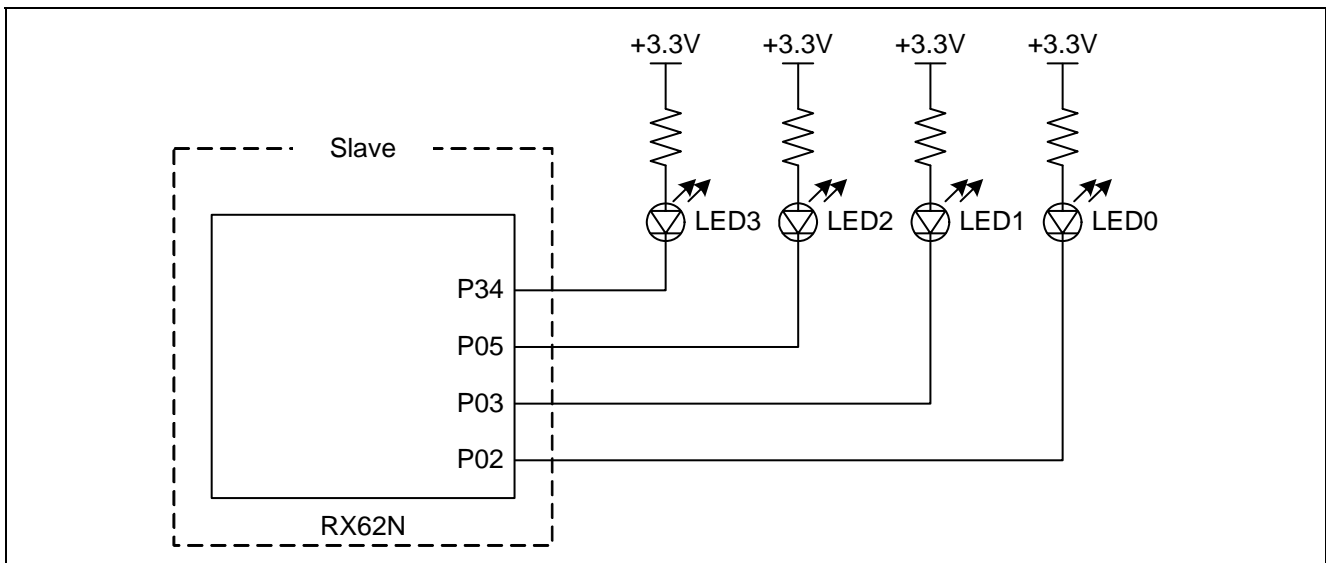 +3.3V +3.3V +3.3V +3.3V
Slave
LED3 LED2 LED1 LED0
P34
P05
P03
P02
RX62N